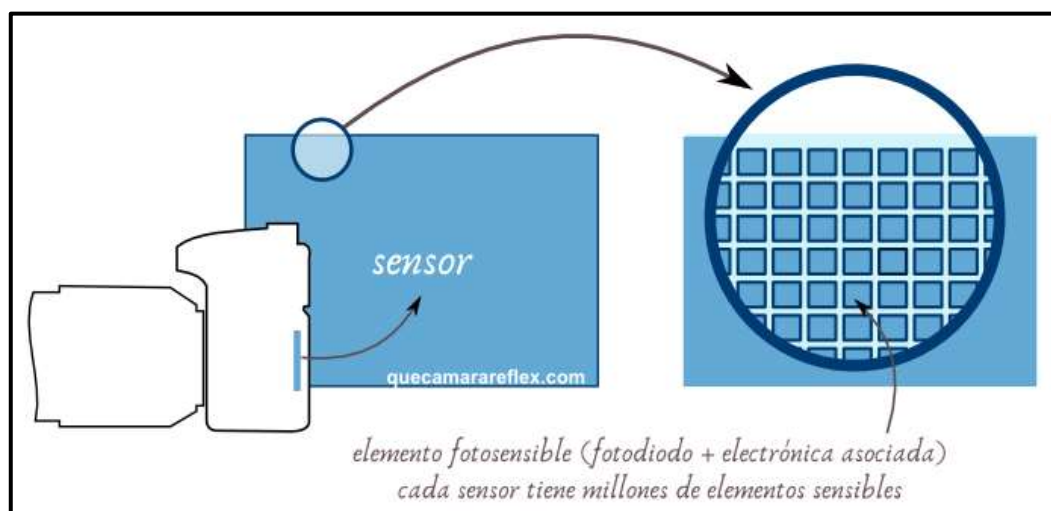 sensor
quecamarareflex.com
elemento fotosensible (fotodiodo + electrónica asociada)
cada sensor tiene millones de elementos sensibles